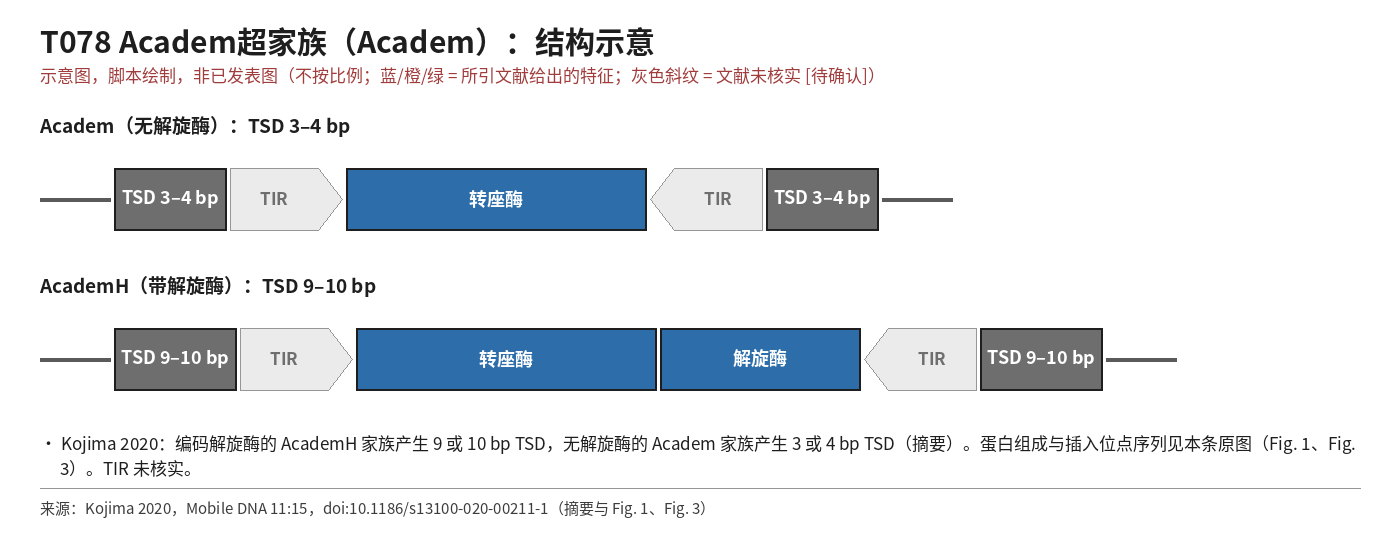 T078 Academ超家族（Academ）：结构示意
示意图，脚本绘制，非已发表图（不按比例；蓝/橙/绿 = 所引文献给出的特征；灰色斜纹 = 文献未核实 [待确认]）
Academ（无解旋酶）：TSD 3–4 bp
TSD 3–4 bp TIR 转座酶 TIR TSD 3–4 bp
AcademH（带解旋酶）：TSD 9–10 bp
TSD 9–10 bp TIR 转座酶 解旋酶 TIR TSD 9–10 bp
・ Kojima 2020：编码解旋酶的 AcademH 家族产生 9 或 10 bp TSD，无解旋酶的 Academ 家族产生 3 或 4 bp TSD（摘要）。蛋白组成与插入位点序列见本条原图（Fig. 1、Fig.
3）。TIR 未核实。
来源：Kojima 2020，Mobile DNA 11:15，doi:10.1186/s13100-020-00211-1（摘要与 Fig. 1、Fig. 3）